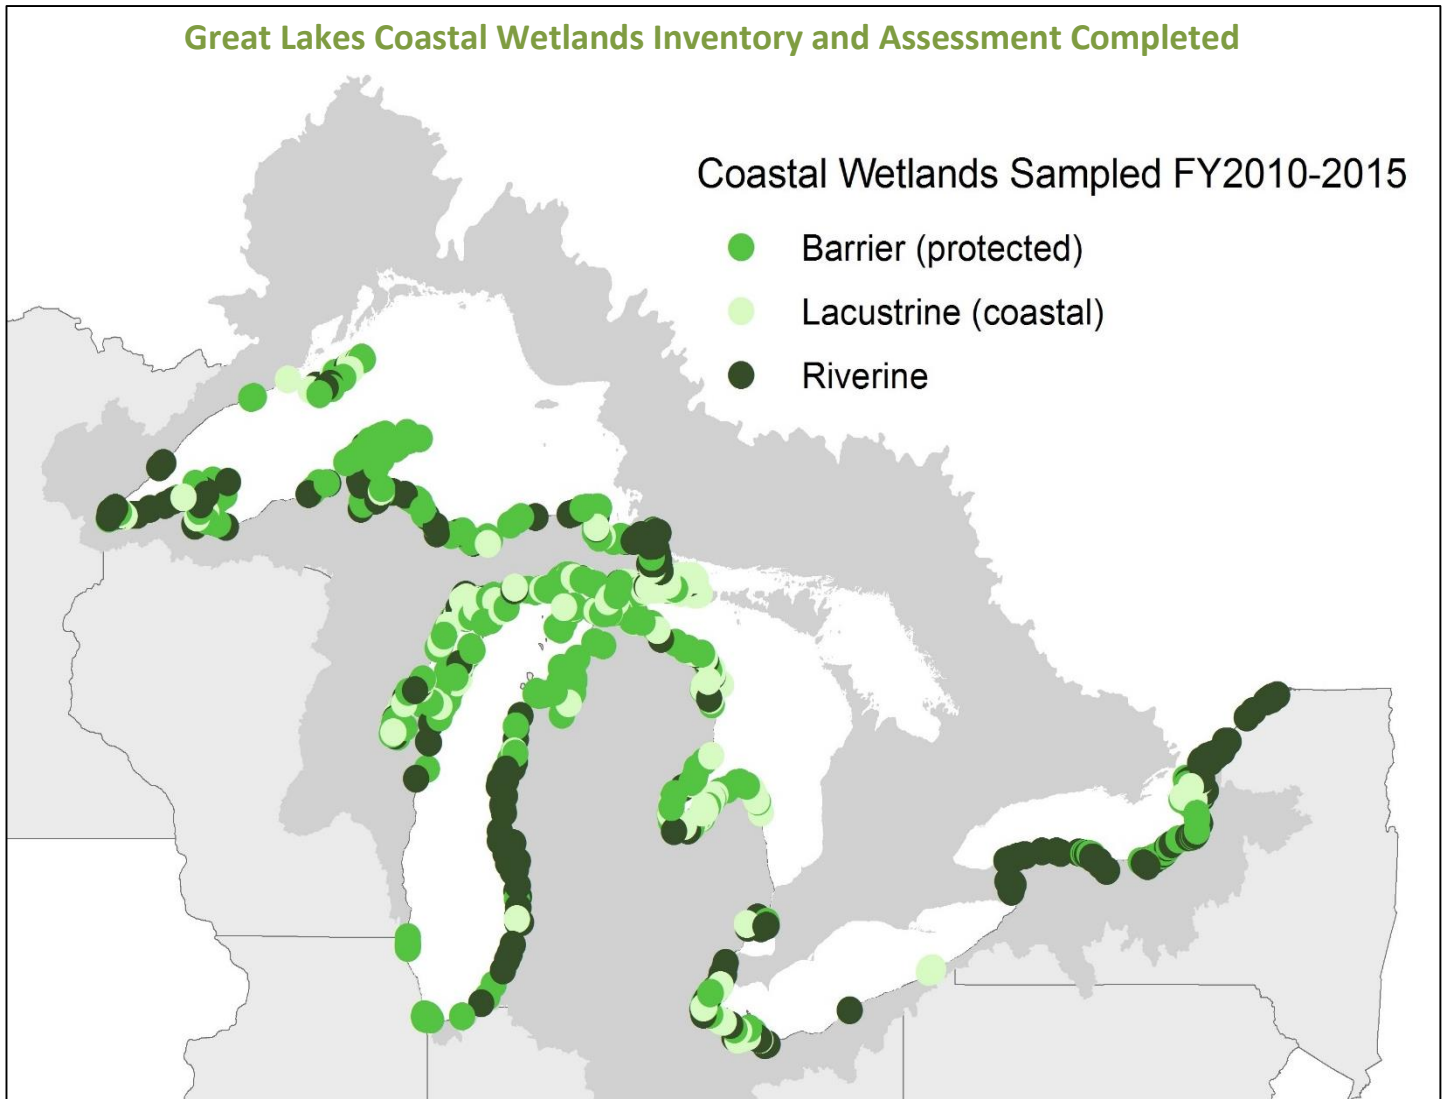 Great Lakes Coastal Wetlands Inventory and Assessment Completed
Coastal Wetlands Sampled FY2010-2015
Barrier (protected)
Lacustrine (coastal)
Riverine